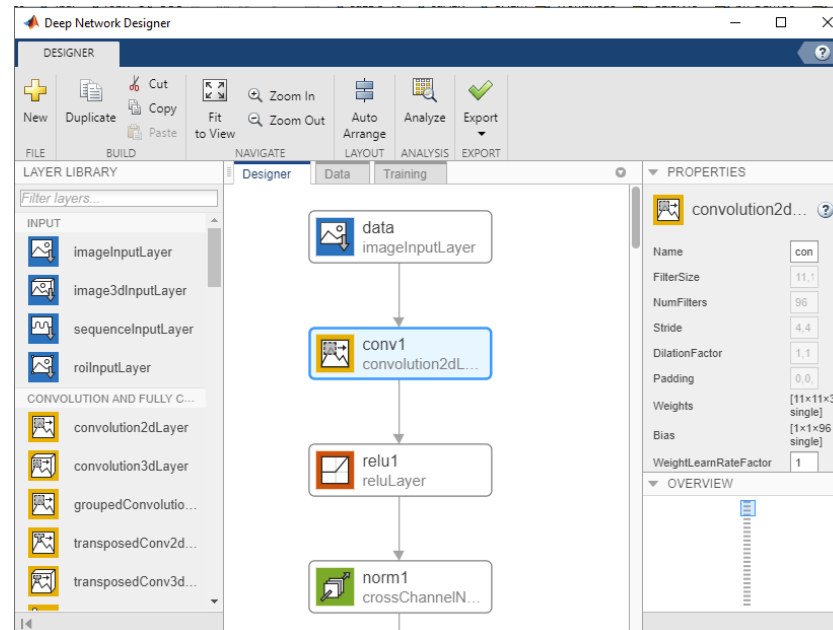 Deep Network Designer
DESIGNER
New
Duplicate
Cut
Copy
Paste
Fit
to View
Zoom In
Zoom Out
Auto
Arrange
Analyze
Export
FILE
BUILD
NAVIGATE
LAYOUT
ANALYSIS
EXPORT
LAYER LIBRARY
Filter layers...
INPUT
imageInputLayer
image3dInputLayer
sequenceInputLayer
roiInputLayer
CONVOLUTION AND FULLY C...
convolution2dLayer
convolution3dLayer
groupedConvolutio...
transposedConv2d...
transposedConv3d...
Designer
Data
Training
data
imageInputLayer
conv1
convolution2dL...
relu1
reluLayer
norm1
crossChannelN...
PROPERTIES
convolution2d...
?
Name
con
FilterSize
11,1
NumFilters
96
Stride
4,4
DilationFactor
1,1
Padding
0,0,
Weights
[11×11×3
single]
Bias
[1×1×96
single]
WeightLearnRateFactor
1
OVERVIEW